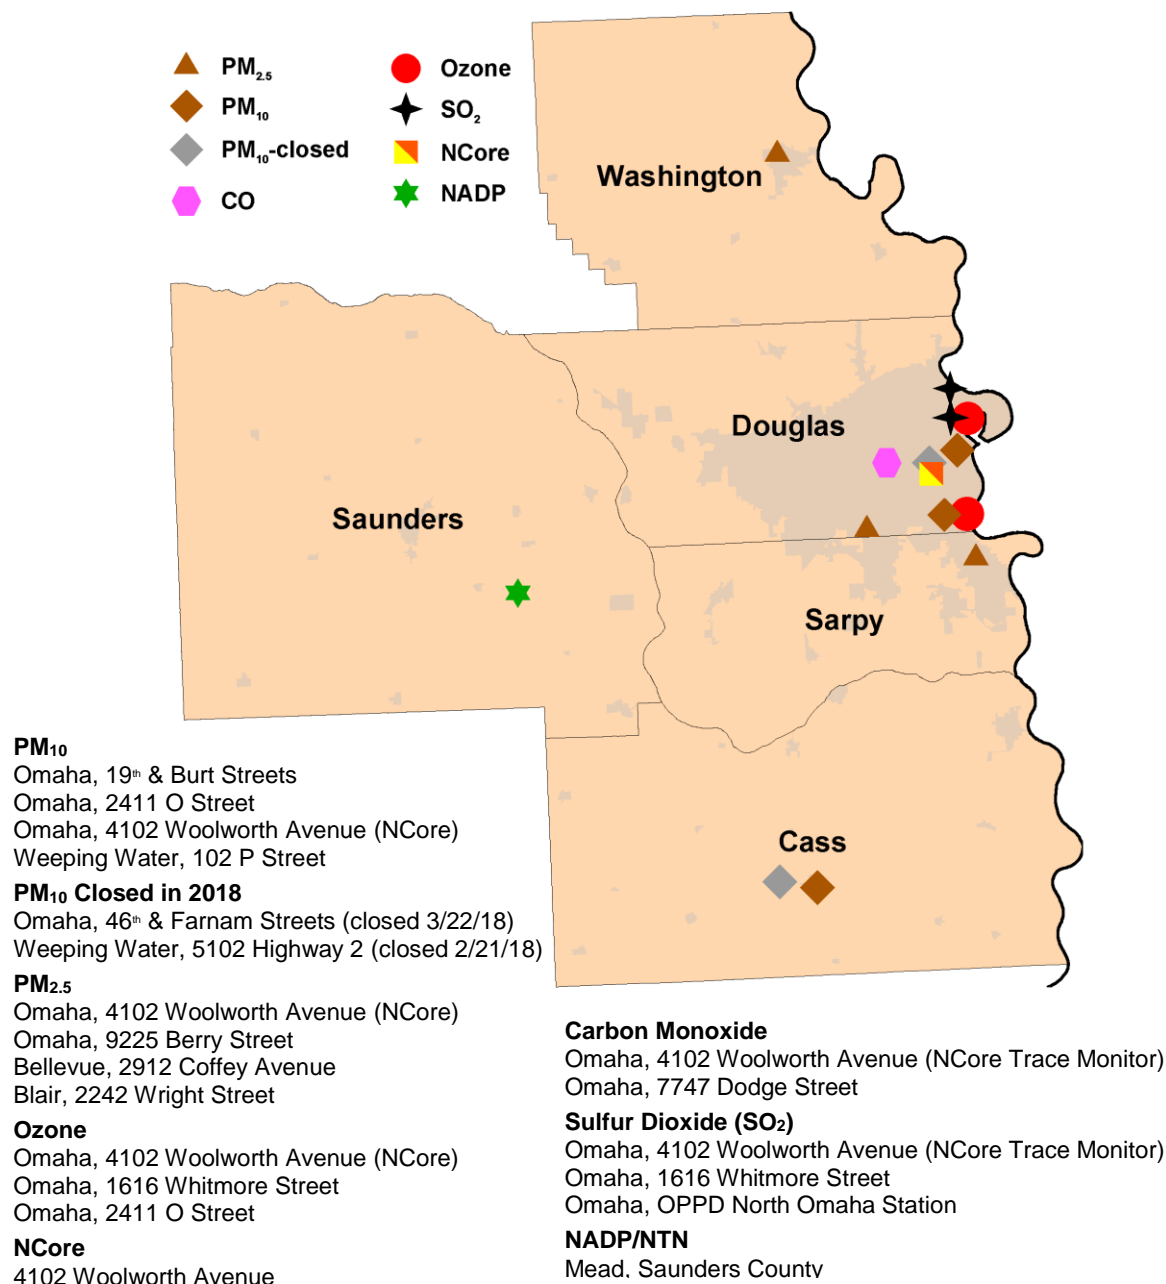 PM2.5
PM10
PM10-closed
CO
Ozone
SO2
NCore
NADP
Washington
Douglas
Saunders
Sarpy
Cass
PM10
Omaha, 19th & Burt Streets
Omaha, 2411 O Street
Omaha, 4102 Woolworth Avenue (NCore)
Weeping Water, 102 P Street
PM10 Closed in 2018
Omaha, 46th & Farnam Streets (closed 3/22/18)
Weeping Water, 5102 Highway 2 (closed 2/21/18)
PM2.5
Omaha, 4102 Woolworth Avenue (NCore)
Omaha, 9225 Berry Street
Bellevue, 2912 Coffey Avenue
Blair, 2242 Wright Street
Ozone
Omaha, 4102 Woolworth Avenue (NCore)
Omaha, 1616 Whitmore Street
Omaha, 2411 O Street
NCore
4102 Woolworth Avenue
Carbon Monoxide
Omaha, 4102 Woolworth Avenue (NCore Trace Monitor)
Omaha, 7747 Dodge Street
Sulfur Dioxide (SO2)
Omaha, 4102 Woolworth Avenue (NCore Trace Monitor)
Omaha, 1616 Whitmore Street
Omaha, OPPD North Omaha Station
NADP/NTN
Mead, Saunders County